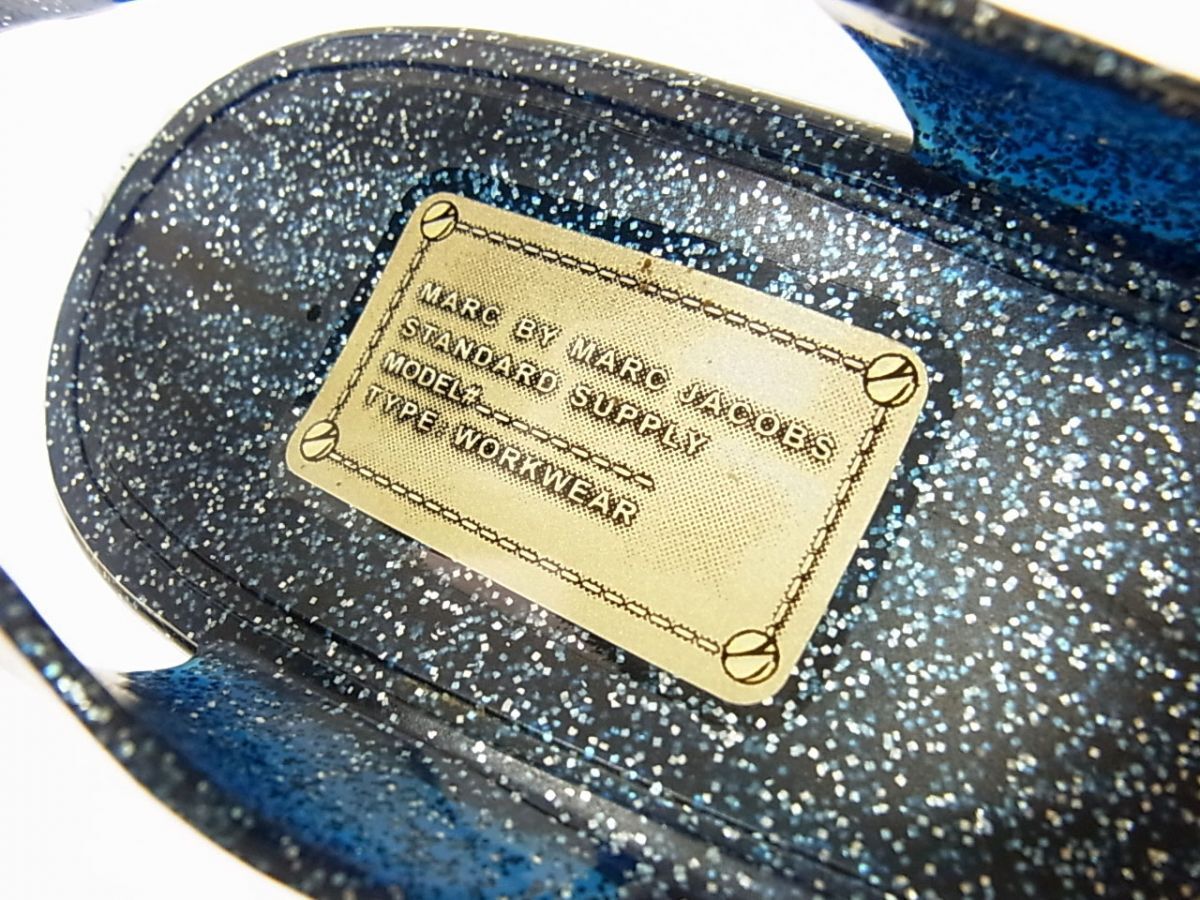 MARC BY MARC JACOBS
STANDARD SUPPLY
MODEL#_ _ _ _ _ _ _ _ _
TYPE WORKWEAR